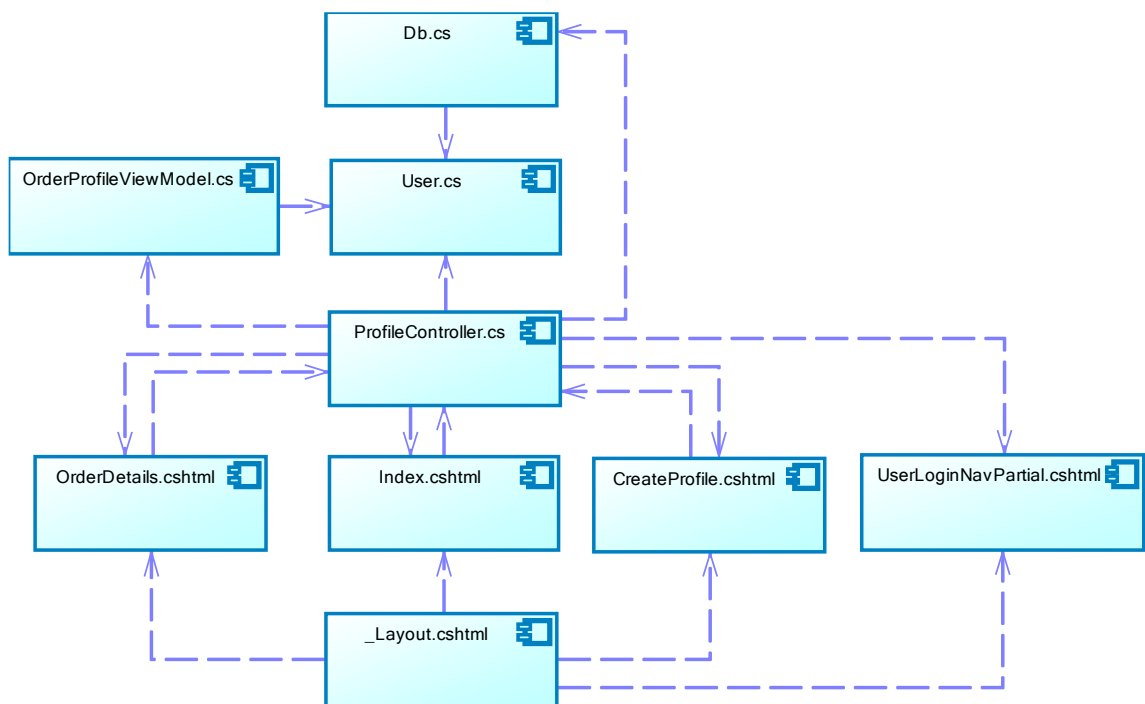 Db.cs
OrderProfileViewModel.cs
User.cs
ProfileController.cs
OrderDetails.cshtml
Index.cshtml
CreateProfile.cshtml
UserLoginNavPartial.cshtml
_Layout.cshtml